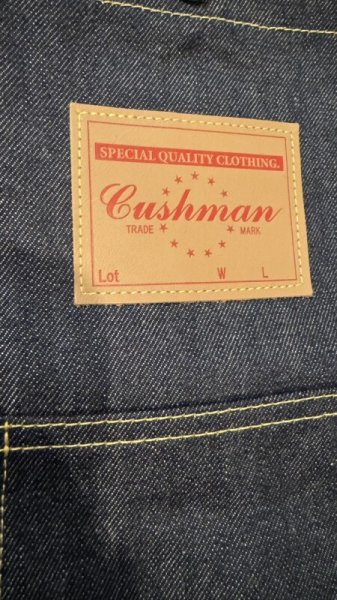 SPECIAL QUALITY CLOTHING.
Cushman
TRADE MARK
Lot W L